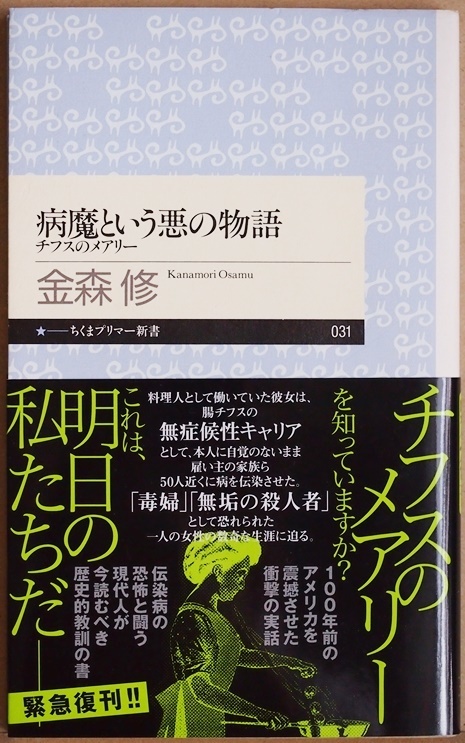 病魔という悪の物語
チフスのメアリー
金森 修
Kanamori Osamu
★──ちくまプリマー新書
031
チフスの
メアリー
を知っていますか?
料理人として働いていた彼女は、
腸チフスの
無症候性キャリア
として、本人に自覚のないまま
雇い主の家族ら
50人近くに病を伝染させた。
「毒婦」「無垢の殺人者」
として恐れられた
一人の女性の数奇な生涯に迫る。
これは、
明日の
私たちだ──
100年前の
アメリカを
震撼させた
衝撃の実話
伝染病の
恐怖と闘う
現代人が
今読むべき
歴史的教訓の書
緊急復刊!!